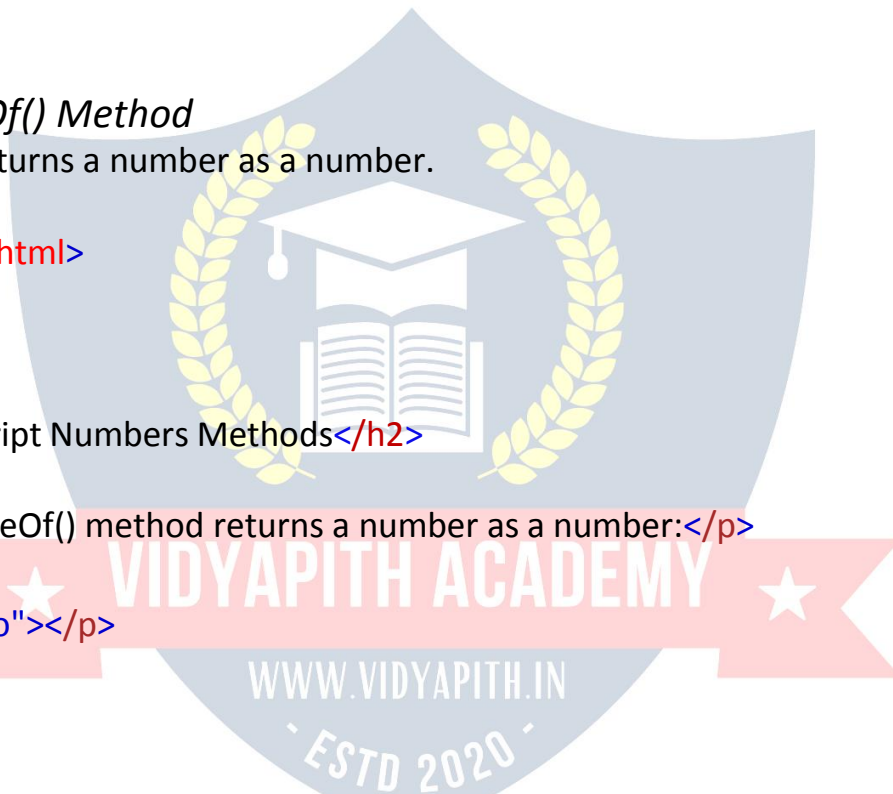 Of() Method
turns a number as a number.
html>
ipt Numbers Methods</h2>
eOf() method returns a number as a number:</p>
VIDYAPITH ACADEMY
"></p>
WWW.VIDYAPITH.IN
- ESTD 2020 -